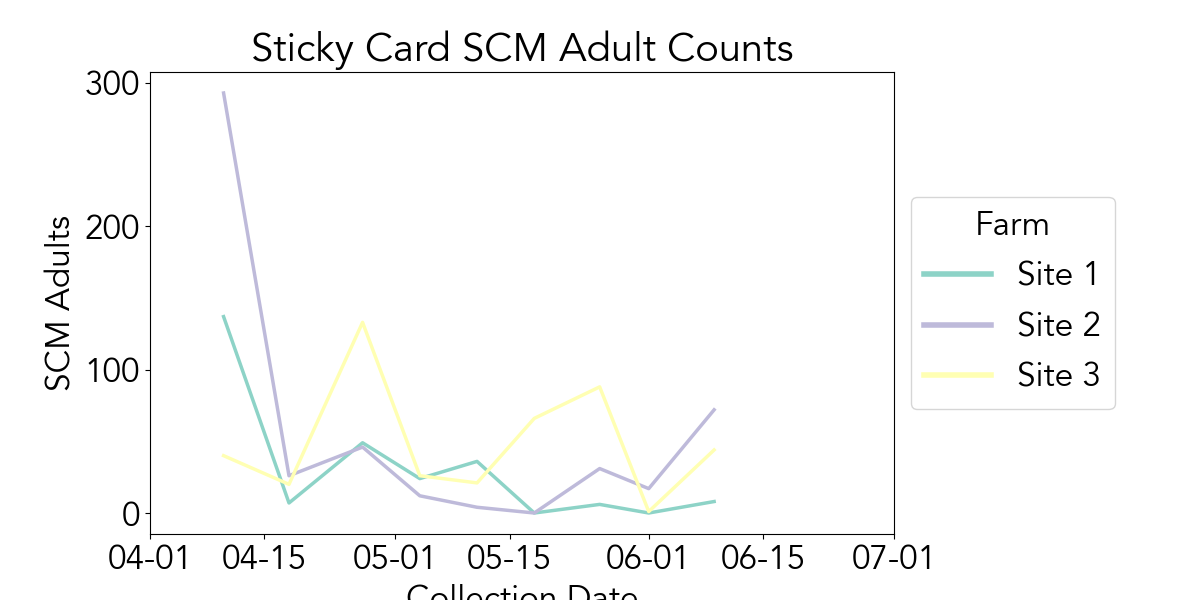 Sticky Card SCM Adult Counts
300
200
100
0
SCM Adults
04-01 04-15 05-01 05-15 06-01 06-15 07-01
Collection Date
Farm
Site 1
Site 2
Site 3